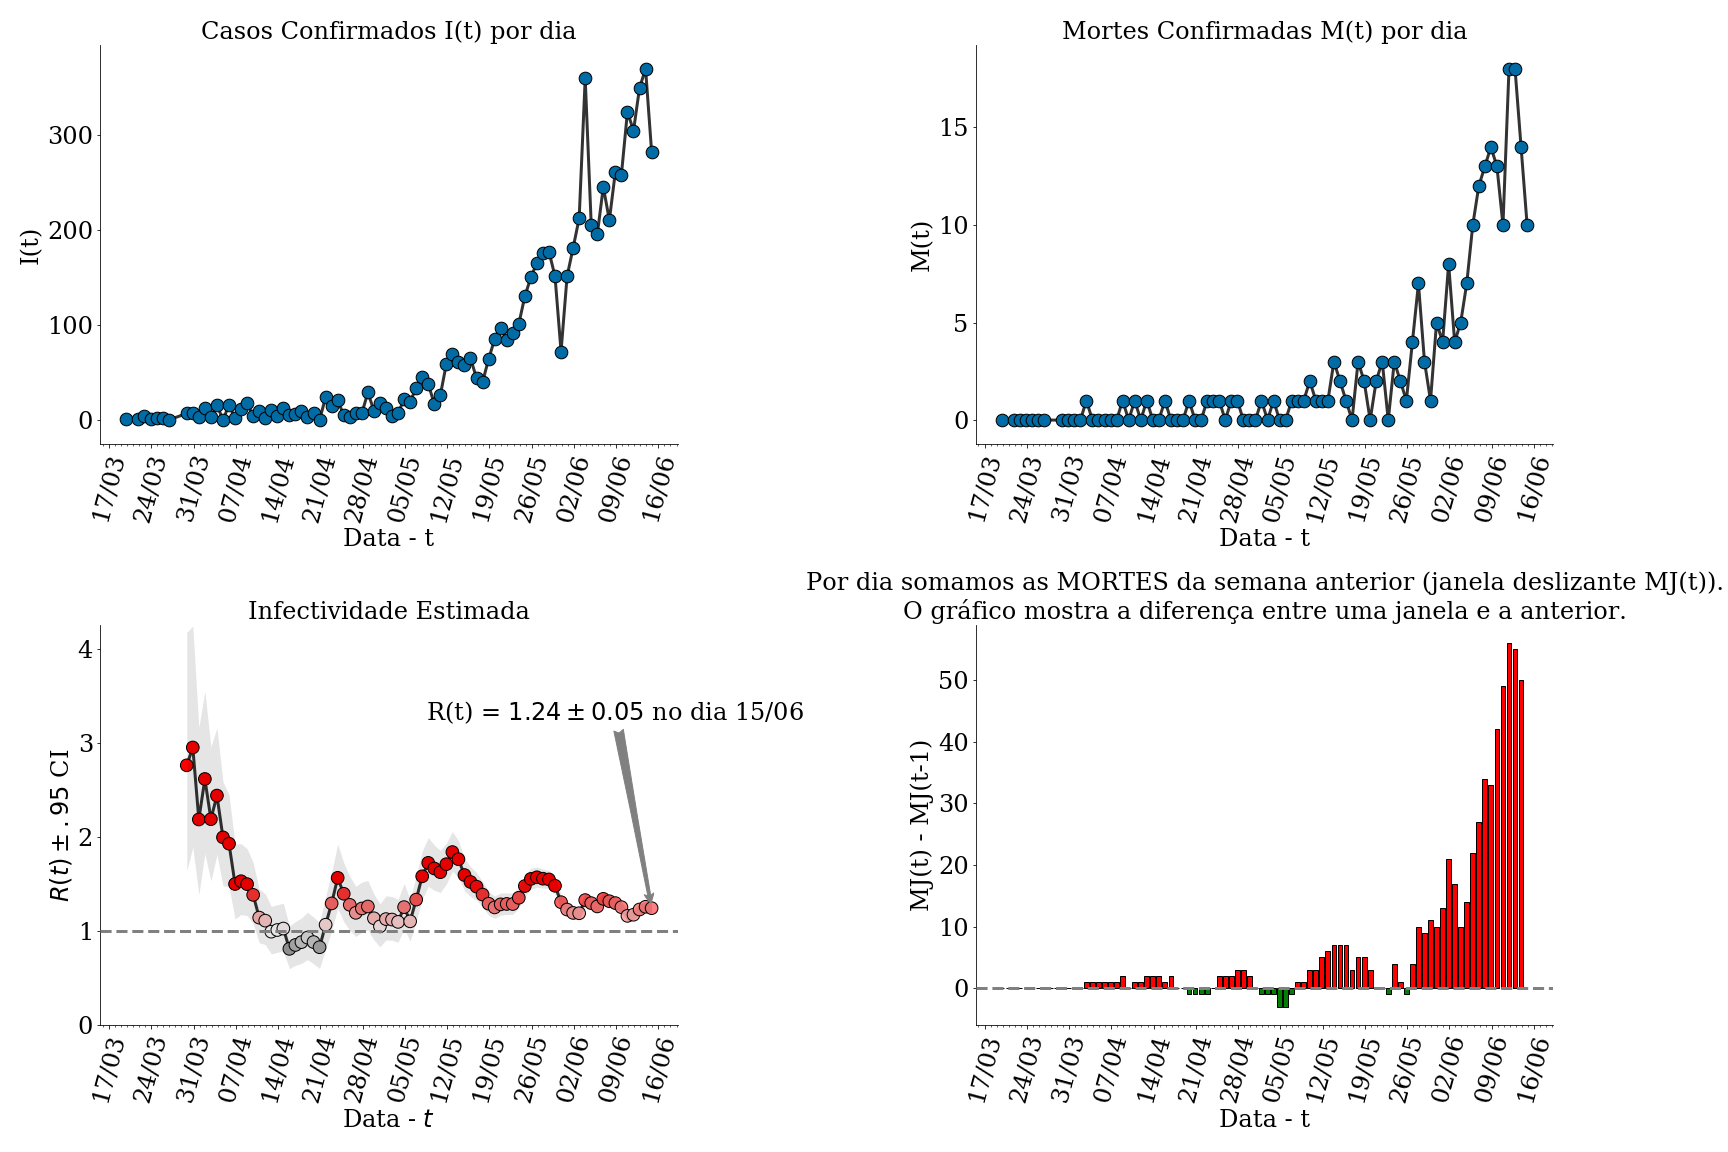 Casos Confirmados I(t) por dia
I(t)
300
200
100
0
17/03 24/03 31/03 07/04 14/04 21/04 28/04 05/05 12/05 19/05 26/05 02/06 09/06 16/06
Data - t
Mortes Confirmadas M(t) por dia
M(t)
15
10
5
0
17/03 24/03 31/03 07/04 14/04 21/04 28/04 05/05 12/05 19/05 26/05 02/06 09/06 16/06
Data - t
Infectividade Estimada
R(t) ± .95 CI
4
3
2
1
0
R(t) = 1.24 ± 0.05 no dia 15/06
17/03 24/03 31/03 07/04 14/04 21/04 28/04 05/05 12/05 19/05 26/05 02/06 09/06 16/06
Data - t
Por dia somamos as MORTES da semana anterior (janela deslizante MJ(t)).
O gráfico mostra a diferença entre uma janela e a anterior.
MJ(t) - MJ(t-1)
50
40
30
20
10
0
17/03 24/03 31/03 07/04 14/04 21/04 28/04 05/05 12/05 19/05 26/05 02/06 09/06 16/06
Data - t